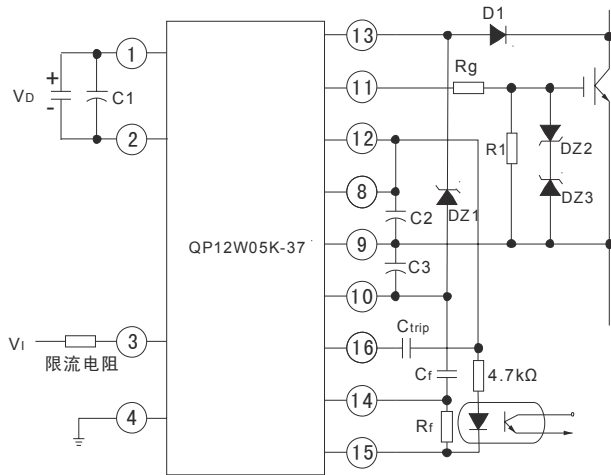 D1
13
1
Rg
+
VD
C1
11
-
12
2
R1
DZ2
8
DZ3
C2
DZ1
9
QP12W05K-37
C3
10
Ctrip
VI
3
16
限流电阻
Cf
4.7kΩ
14
4
Rf
15